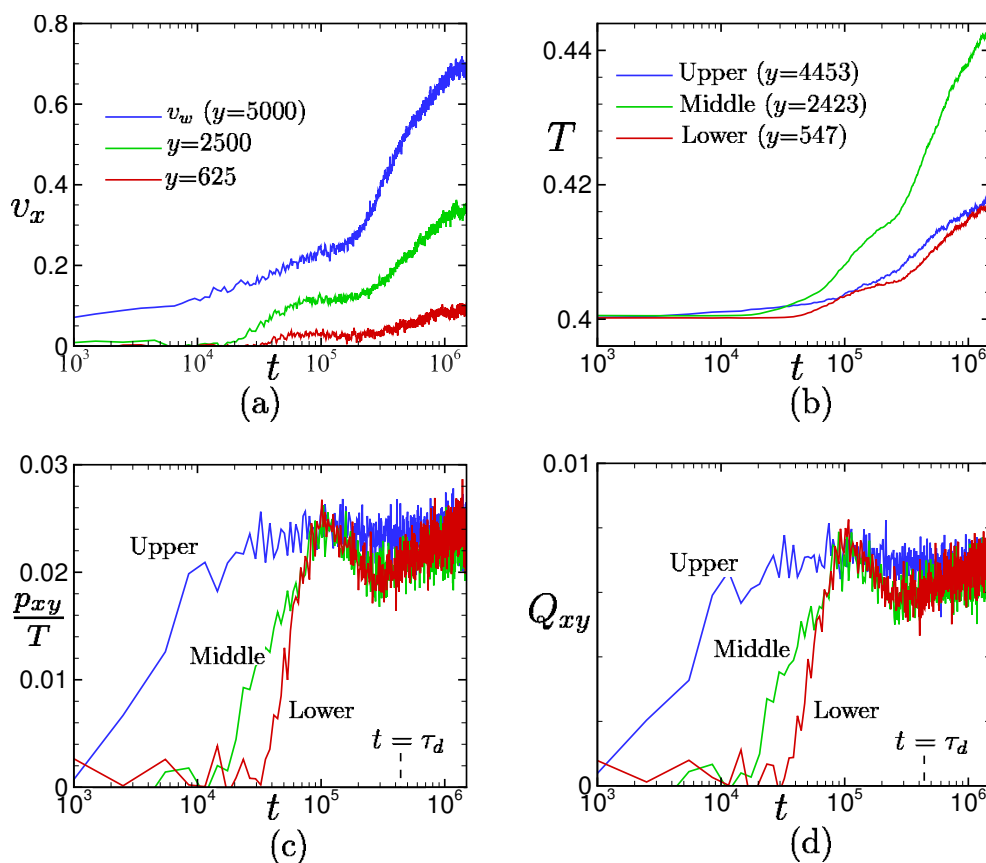 0.8
0.6
0.4
0.2
0
v_x
v_w (y=5000)
y=2500
y=625
10^3 10^4 10^5 10^6
t
(a)
0.44
0.42
0.4
T
Upper (y=4453)
Middle (y=2423)
Lower (y=547)
10^3 10^4 10^5 10^6
t
(b)
0.03
0.02
0.01
0
p_{xy}
T
Upper
Middle
Lower
t = τ_d
10^3 10^4 10^5 10^6
t
(c)
0.01
0
Q_{xy}
Upper
Middle
Lower
t = τ_d
10^3 10^4 10^5 10^6
t
(d)